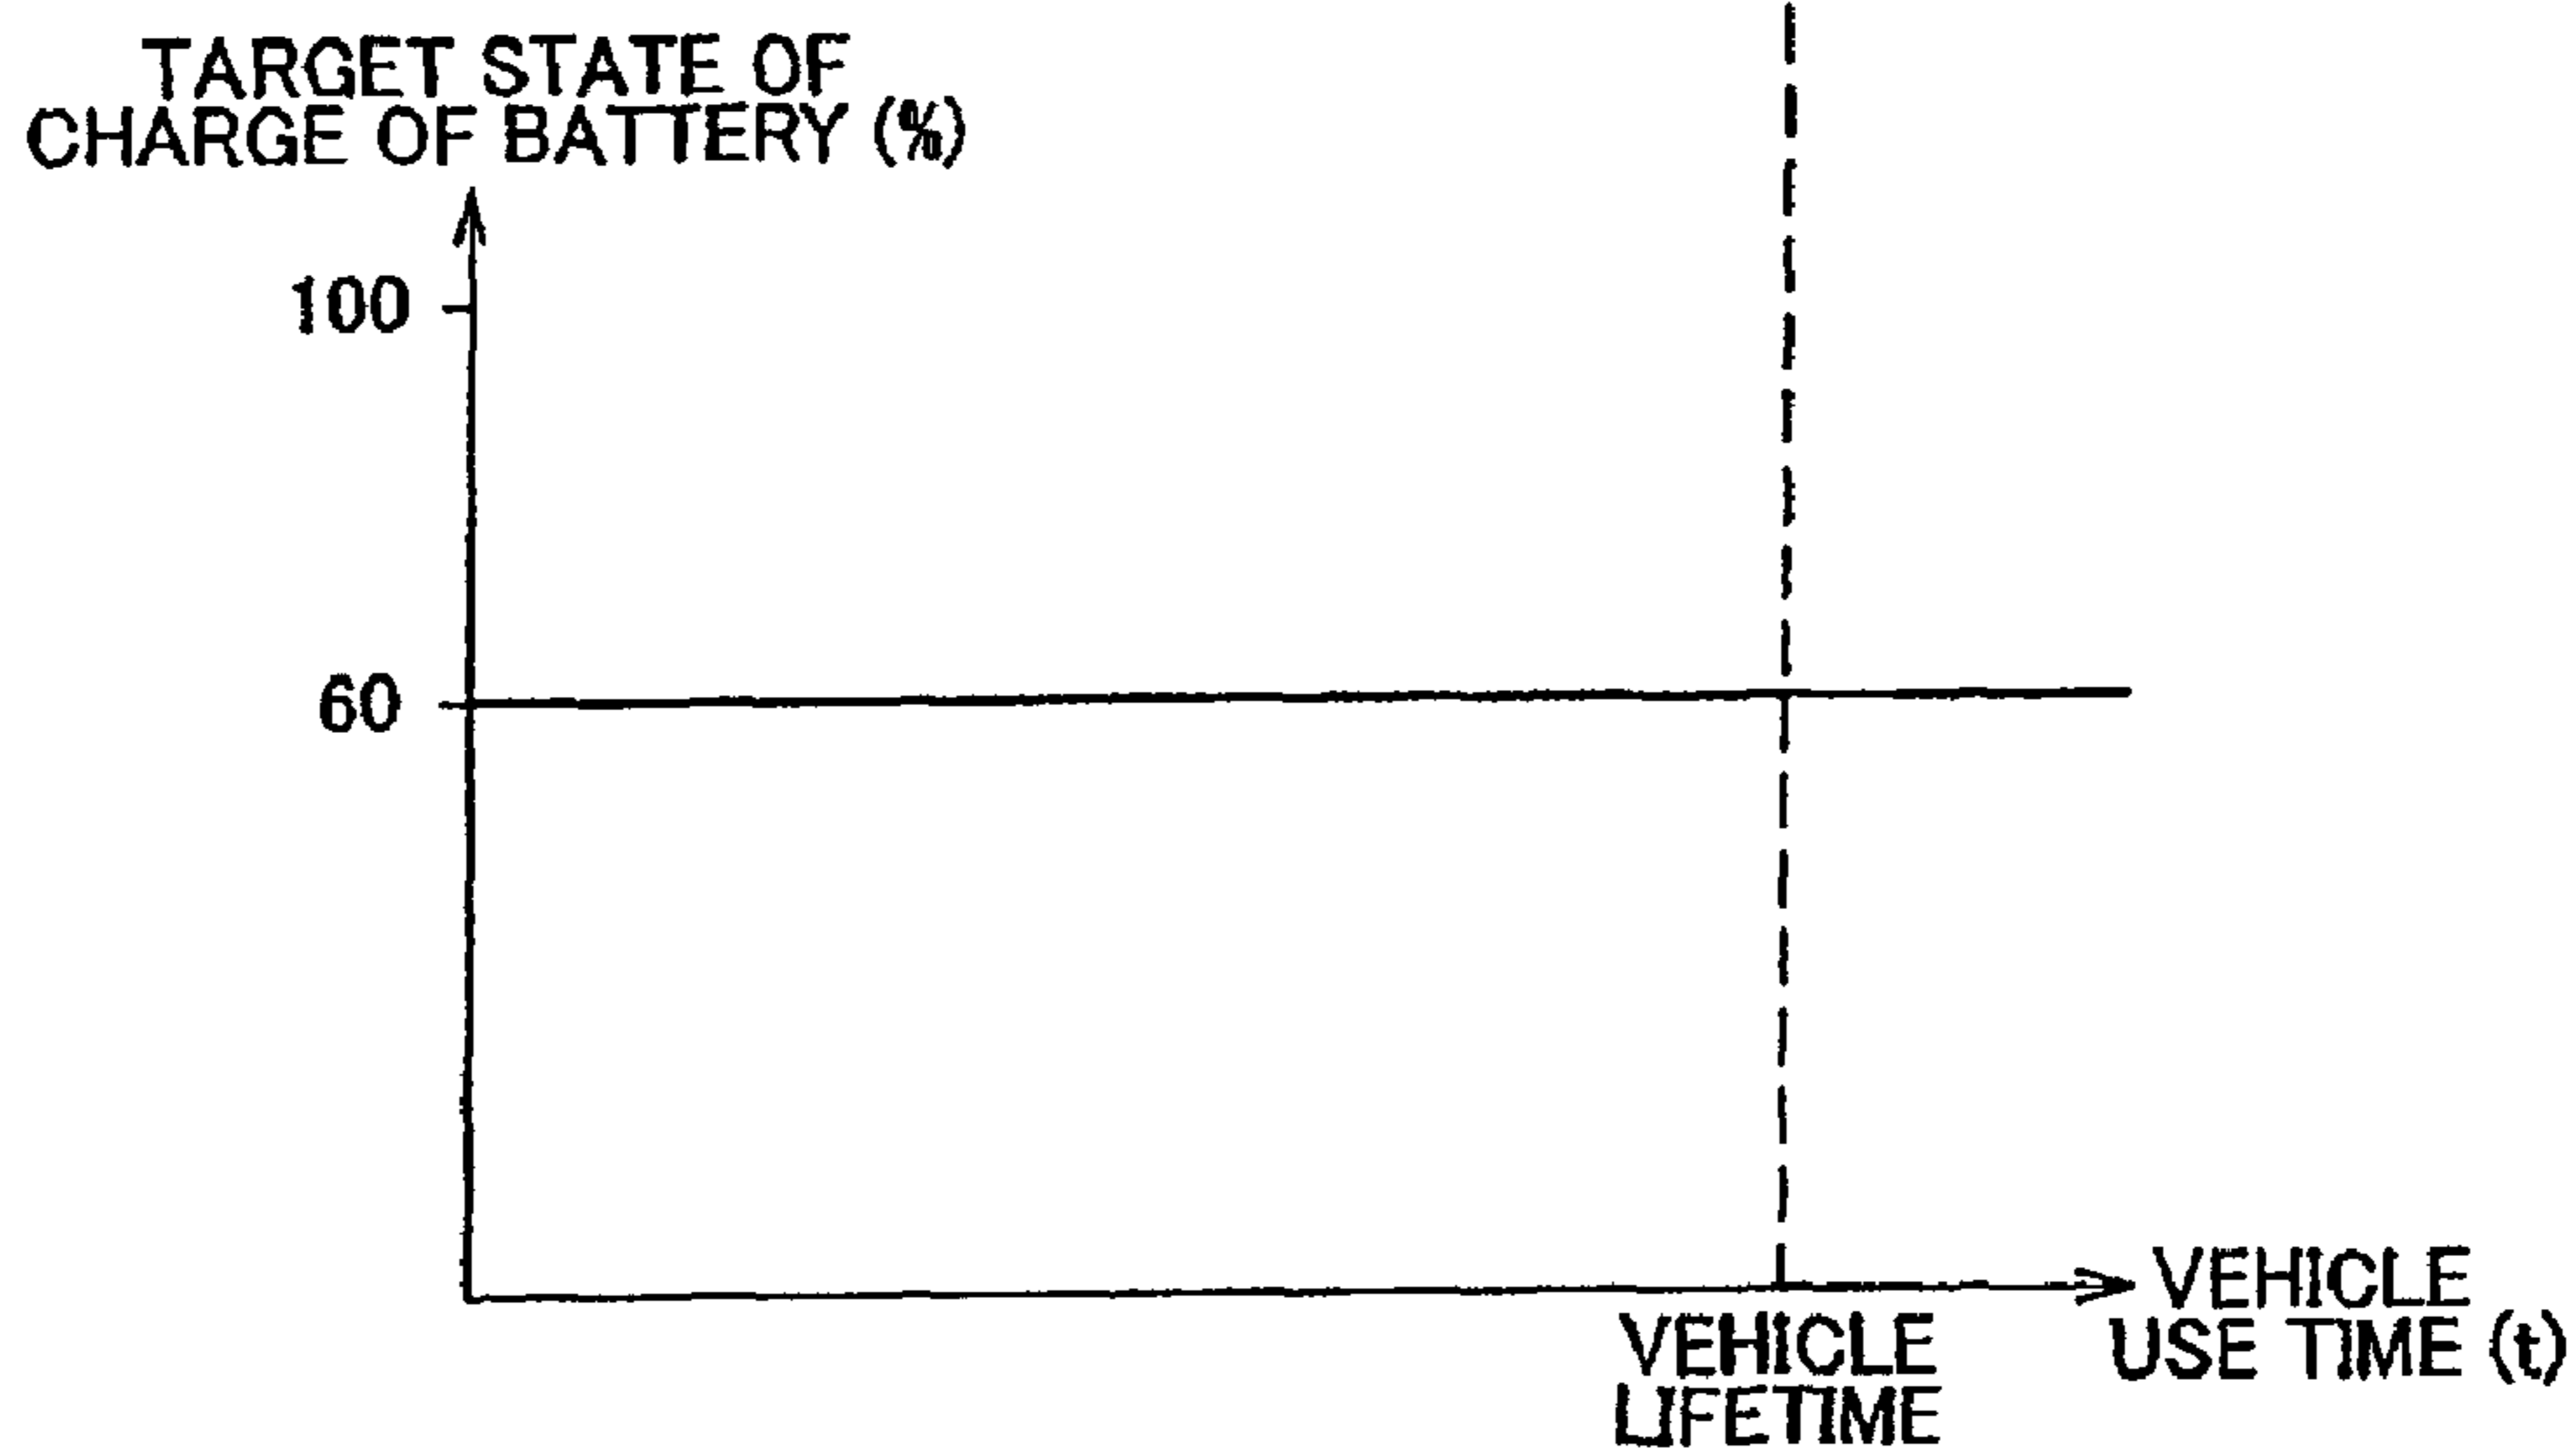 TARGET STATE OF
CHARGE OF BATTERY (%)
100
60
VEHICLE
USE TIME (t)
VEHICLE
LIFETIME